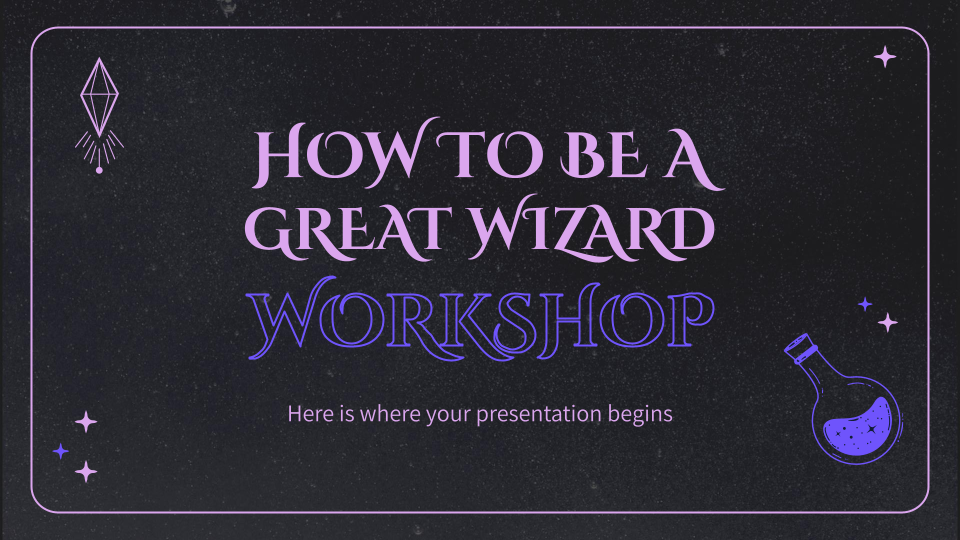 HOW TO BE A
GREAT WIZARD
WORKSHOP
Here is where your presentation begins